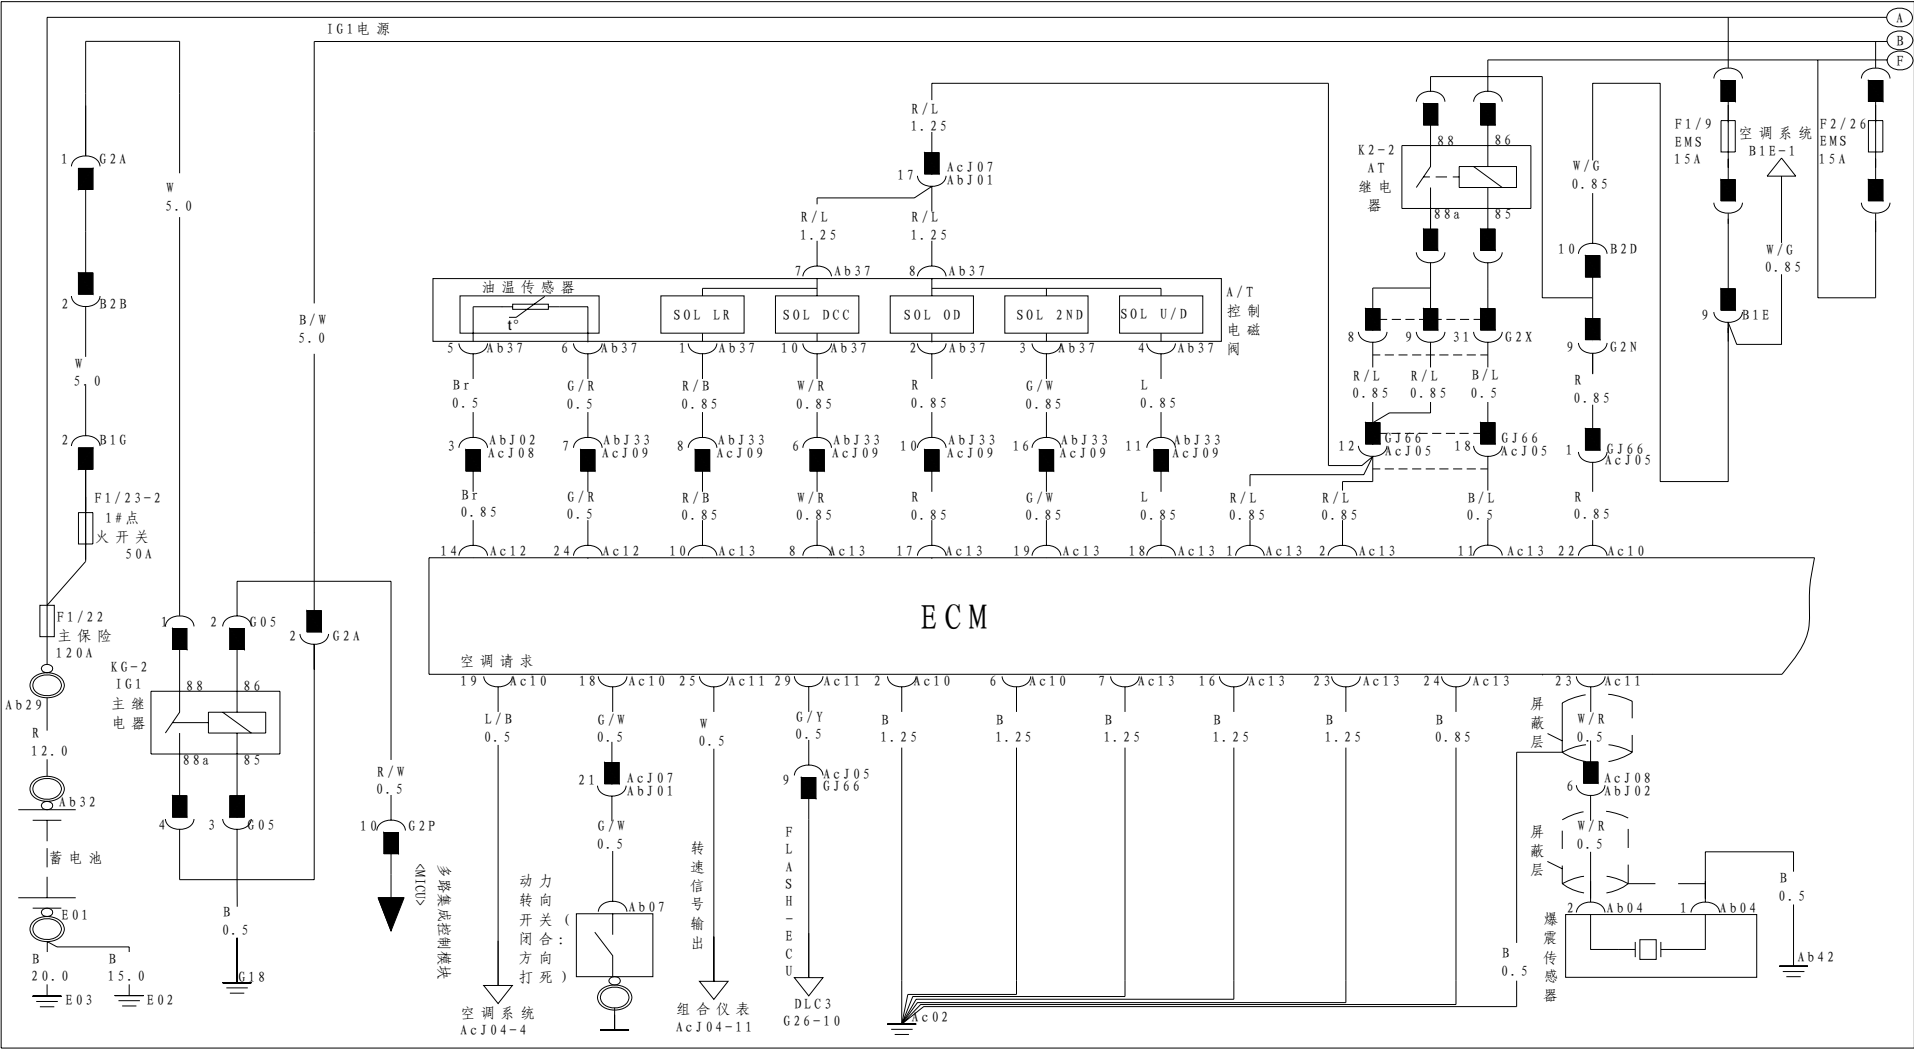 IG1电源
A
B
F
R/L
1.25
F1/9
EMS
15A
空调系统
B1E-1
F2/26
EMS
15A
1 G2A
W
5.0
17 AcJ07
AbJ01
K2-2
AT
继电
器
88 86
88a 85
W/G
0.85
R/L
1.25
R/L
1.25
10 B2D
W/G
0.85
7 Ab37
8 Ab37
2 B2B
B/W
5.0
油温传感器
t°
SOL LR
SOL DCC
SOL OD
SOL 2ND
SOL U/D
A/T
控制
电磁
阀
9 B1E
8 9 31 G2X
9 G2N
5 Ab37
6 Ab37
1 Ab37
10 Ab37
2 Ab37
3 Ab37
4 Ab37
W
5.0
Br
0.5
G/R
0.5
R/B
0.85
W/R
0.85
R
0.85
G/W
0.85
L
0.85
R/L
0.85
R/L
0.85
B/L
0.5
R
0.85
2 B1G
3 AbJ02
AcJ08
7 AbJ33
AcJ09
8 AbJ33
AcJ09
6 AbJ33
AcJ09
10 AbJ33
AcJ09
16 AbJ33
AcJ09
11 AbJ33
AcJ09
12 GJ66
AcJ05
18 GJ66
AcJ05
1 GJ66
AcJ05
F1/23-2
1#点
火开关
50A
Br
0.85
G/R
0.5
R/B
0.85
W/R
0.85
R
0.85
G/W
0.85
L
0.85
R/L
0.85
R/L
0.85
B/L
0.5
R
0.85
14 Ac12
24 Ac12
10 Ac13
8 Ac13
17 Ac13
19 Ac13
18 Ac13
1 Ac13
2 Ac13
11 Ac13
22 Ac10
ECM
F1/22
主保险
120A
1 2 G05
2 G2A
空调请求
KG-2
IG1
主继
电器
88 86
88a 85
Ab29
R
12.0
Ab32
4 3 G05
蓄电池
19 Ac10
18 Ac10
25 Ac11
29 Ac11
2 Ac10
6 Ac10
7 Ac13
16 Ac13
23 Ac13
24 Ac13
23 Ac11
L/B
0.5
G/W
0.5
W
0.5
G/Y
0.5
B
1.25
B
1.25
B
1.25
B
1.25
B
1.25
B
0.85
屏
蔽
层
W/R
0.5
R/W
0.5
10 G2P
21 AcJ07
AbJ01
9 AcJ05
GJ66
6 AcJ08
AbJ02
G/W
0.5
屏
蔽
层
W/R
0.5
<MICU>
多路集成控制模块
动力
转向
开关(
闭合:
方向
打死)
Ab07
转速信号输出
FLASH-ECU
B
0.5
2 Ab04
1 Ab04
爆
震
传
感
器
B
0.5
Ab42
E01
B
0.5
G18
B
20.0
B
15.0
E03
E02
空调系统
AcJ04-4
组合仪表
AcJ04-11
DLC3
G26-10
Ac02
B
0.5